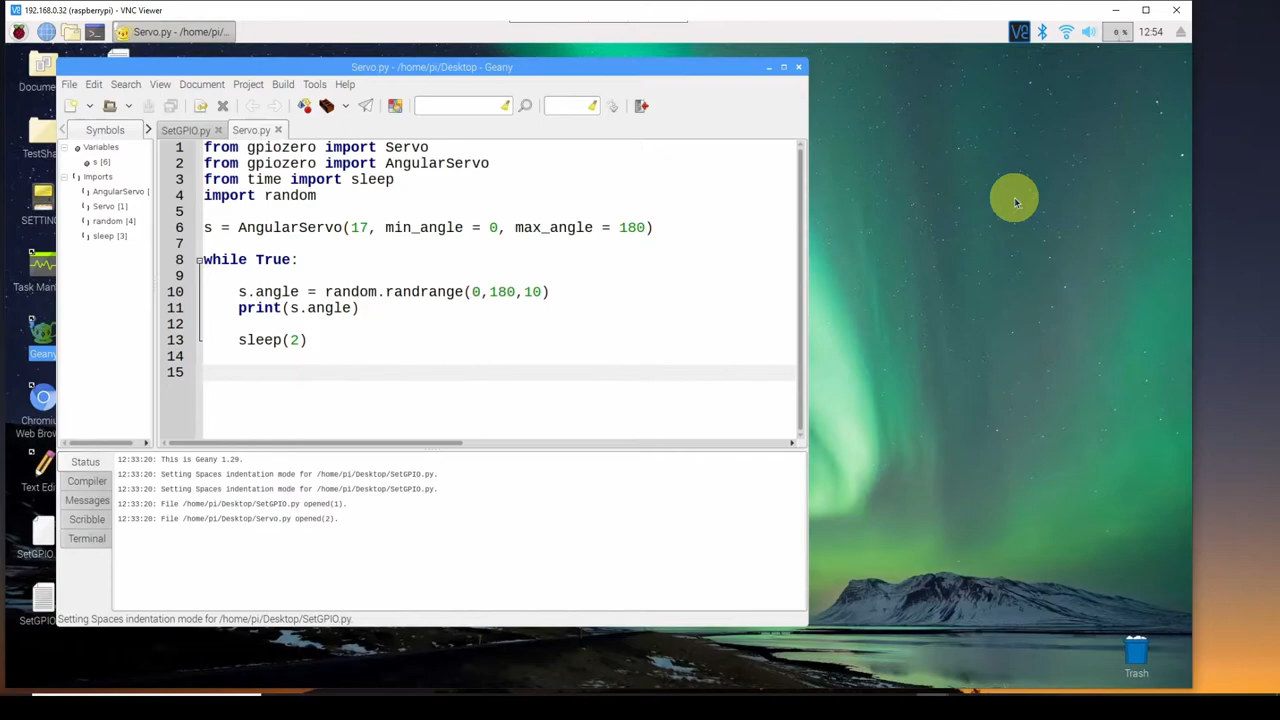 192.168.0.32 (raspberrypi) - VNC Viewer
Servo.py - /home/pi/...
0 %
12:54
Servo.py - /home/pi/Desktop - Geany
File Edit Search View Document Project Build Tools Help
Symbols
SetGPIO.py
Servo.py
Variables
s [6]
Imports
AngularServo [
Servo [1]
random [4]
sleep [3]
1 from gpiozero import Servo
2 from gpiozero import AngularServo
3 from time import sleep
4 import random
5
6 s = AngularServo(17, min_angle = 0, max_angle = 180)
7
8 while True:
9
10 s.angle = random.randrange(0,180,10)
11 print(s.angle)
12
13 sleep(2)
14
15
Status
Compiler
Messages
Scribble
Terminal
12:33:20: This is Geany 1.29.
12:33:20: Setting Spaces indentation mode for /home/pi/Desktop/SetGPIO.py.
12:33:20: Setting Spaces indentation mode for /home/pi/Desktop/SetGPIO.py.
12:33:20: File /home/pi/Desktop/SetGPIO.py opened(1).
12:33:20: File /home/pi/Desktop/Servo.py opened(2).
Setting Spaces indentation mode for /home/pi/Desktop/SetGPIO.py.
Docume
TestSha
SETTING
Task Man
Geany
Chromiu
Web Brow
Text Edi
SetGPIO.
SetGPIO
Trash